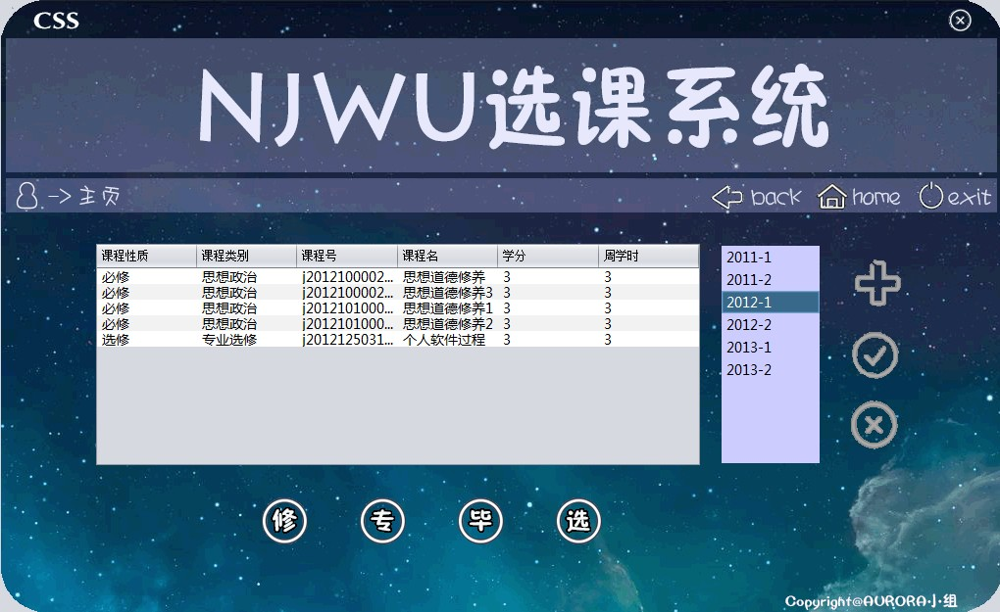 CSS
NJWU选课系统
-> 主页 back home exit
课程性质 课程类别 课程号 课程名 学分 周学时
必修 思想政治 j2012100002... 思想道德修养 3 3
必修 思想政治 j2012100002... 思想道德修养3 3 3
必修 思想政治 j2012101000... 思想道德修养1 3 3
必修 思想政治 j2012101000... 思想道德修养2 3 3
选修 专业选修 j2012125031... 个人软件过程 3 3
2011-1
2011-2
2012-1
2012-2
2013-1
2013-2
修 专 毕 选
Copyright@AURORA小组